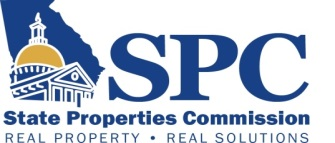 SPC
State Properties Commission
REAL PROPERTY • REAL SOLUTIONS